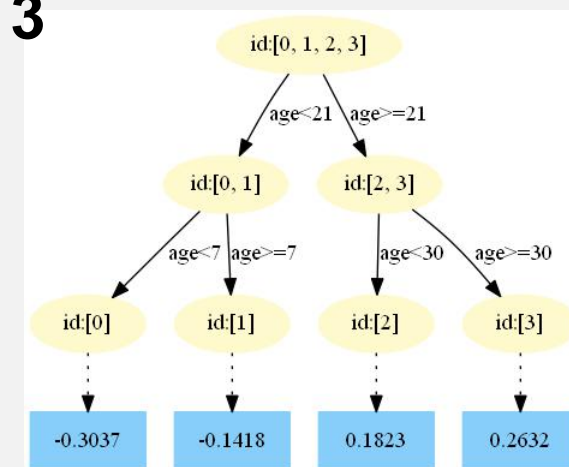 3
id:[0, 1, 2, 3]
age<21 age>=21
id:[0, 1] id:[2, 3]
age<7 age>=7 age<30 age>=30
id:[0] id:[1] id:[2] id:[3]
-0.3037 -0.1418 0.1823 0.2632